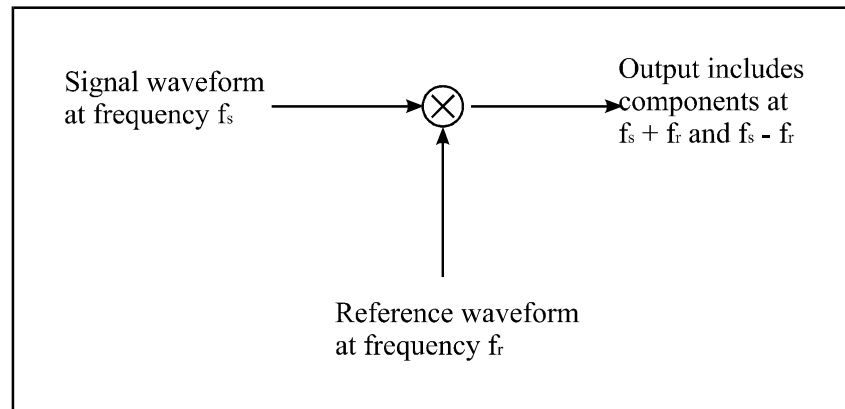 Signal waveform
at frequency fs
Output includes
components at
fs + fr and fs - fr
Reference waveform
at frequency fr